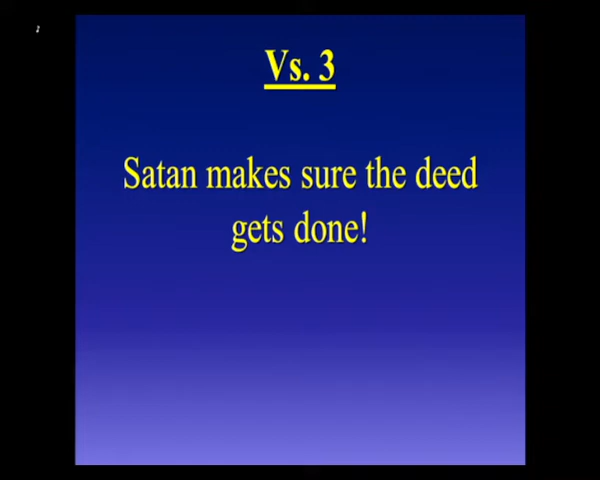 Vs. 3
Satan makes sure the deed
gets done!